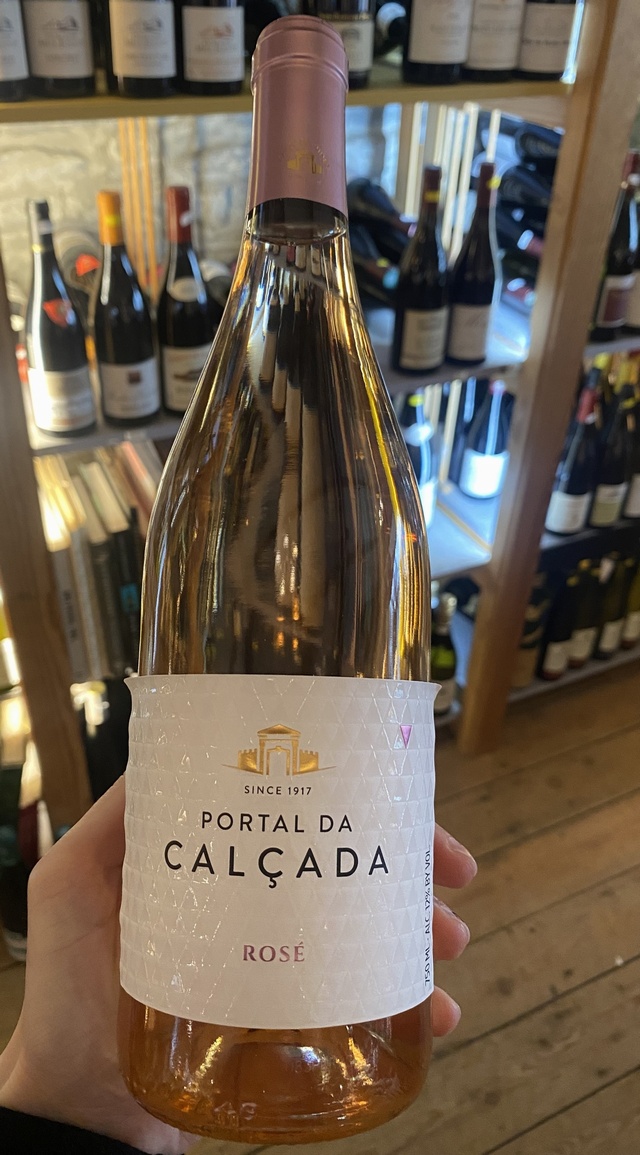 SINCE 1917
PORTAL DA
CALÇADA
ROSÉ
750 ML - ALC. 12% BY VOL.